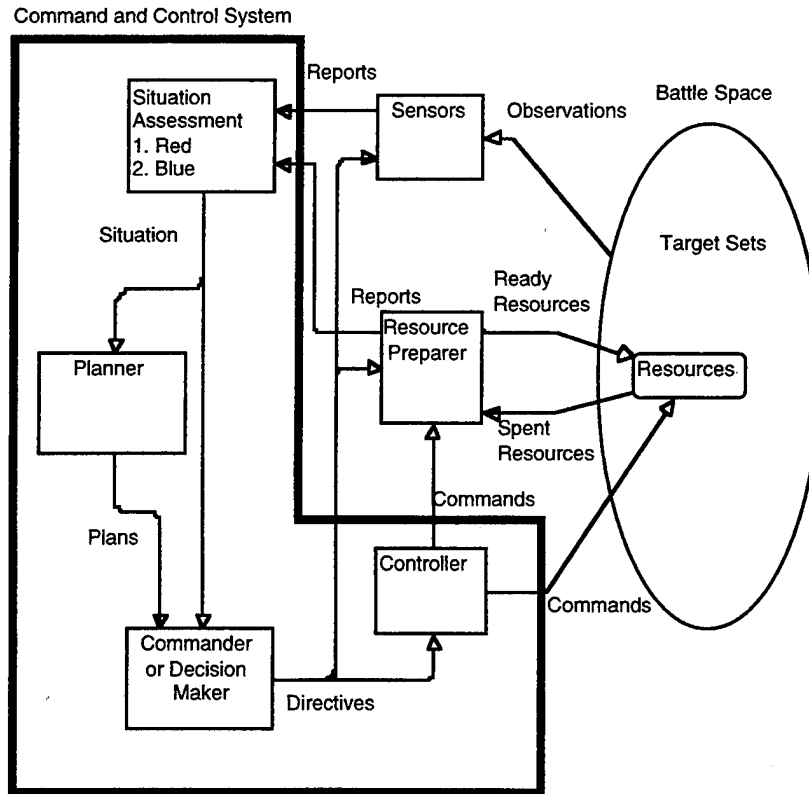 Command and Control System
Reports
Situation
Assessment
1. Red
2. Blue
Sensors
Observations
Battle Space
Target Sets
Situation
Reports
Ready
Resources
Resource
Preparer
Planner
Resources
Spent
Resources
Commands
Plans
Controller
Commands
Commander
or Decision
Maker
Directives